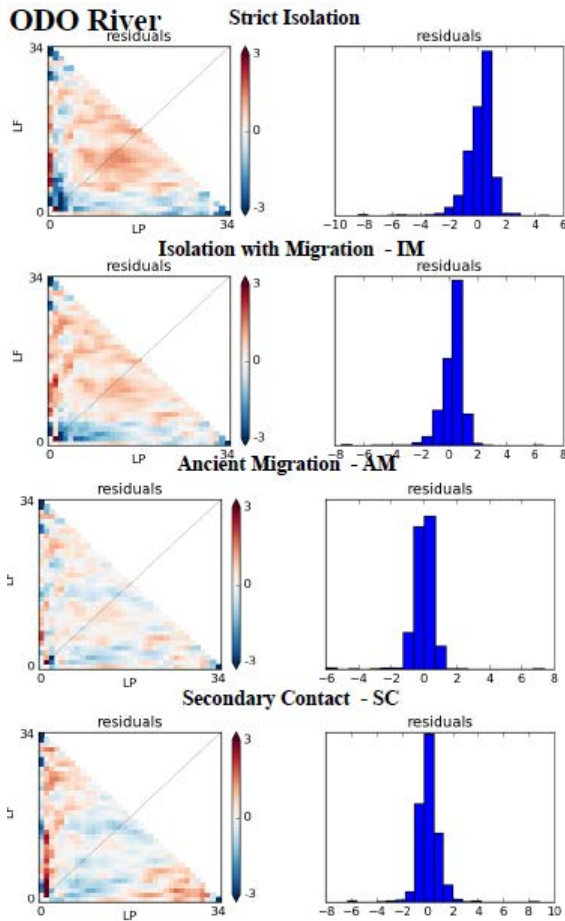 ODO River
Strict Isolation
residuals
residuals
34
LF
0
0
LP
34
3
0
-3
-10 -8 -6 -4 -2 0 2 4 6
Isolation with Migration - IM
residuals
residuals
34
LF
0
0
LP
34
3
0
-3
-8 -6 -4 -2 0 2 4 6 8
Ancient Migration - AM
residuals
residuals
34
LF
0
0
LP
34
3
0
-3
-6 -4 -2 0 2 4 6 8
Secondary Contact - SC
residuals
residuals
34
LF
0
0
LP
34
3
0
-3
-8 -6 -4 -2 0 2 4 6 8 10